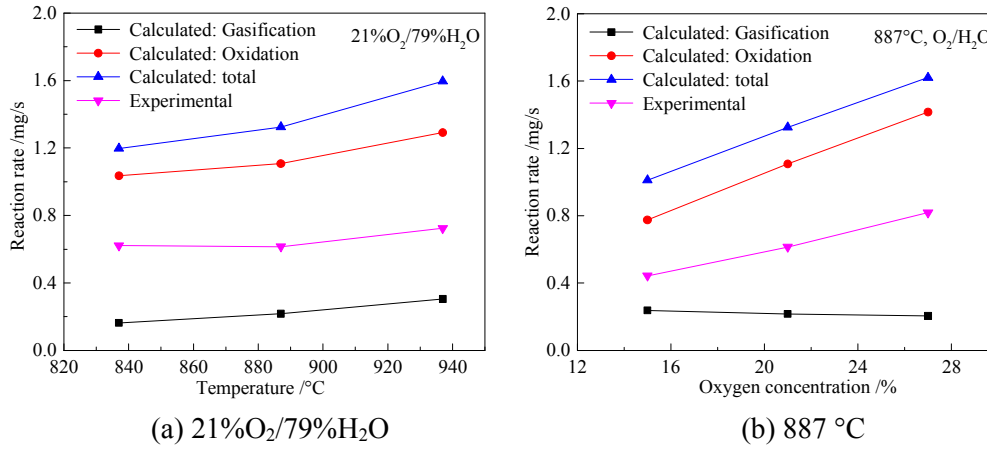 2.0
1.6
1.2
0.8
0.4
0.0
Reaction rate /mg/s
Calculated: Gasification
Calculated: Oxidation
Calculated: total
Experimental
21%O₂/79%H₂O
820 840 860 880 900 920 940
Temperature /°C
(a) 21%O₂/79%H₂O
2.0
1.6
1.2
0.8
0.4
0.0
Reaction rate /mg/s
Calculated: Gasification
Calculated: Oxidation
Calculated: total
Experimental
887°C, O₂/H₂O
12 16 20 24 28
Oxygen concentration /%
(b) 887 °C